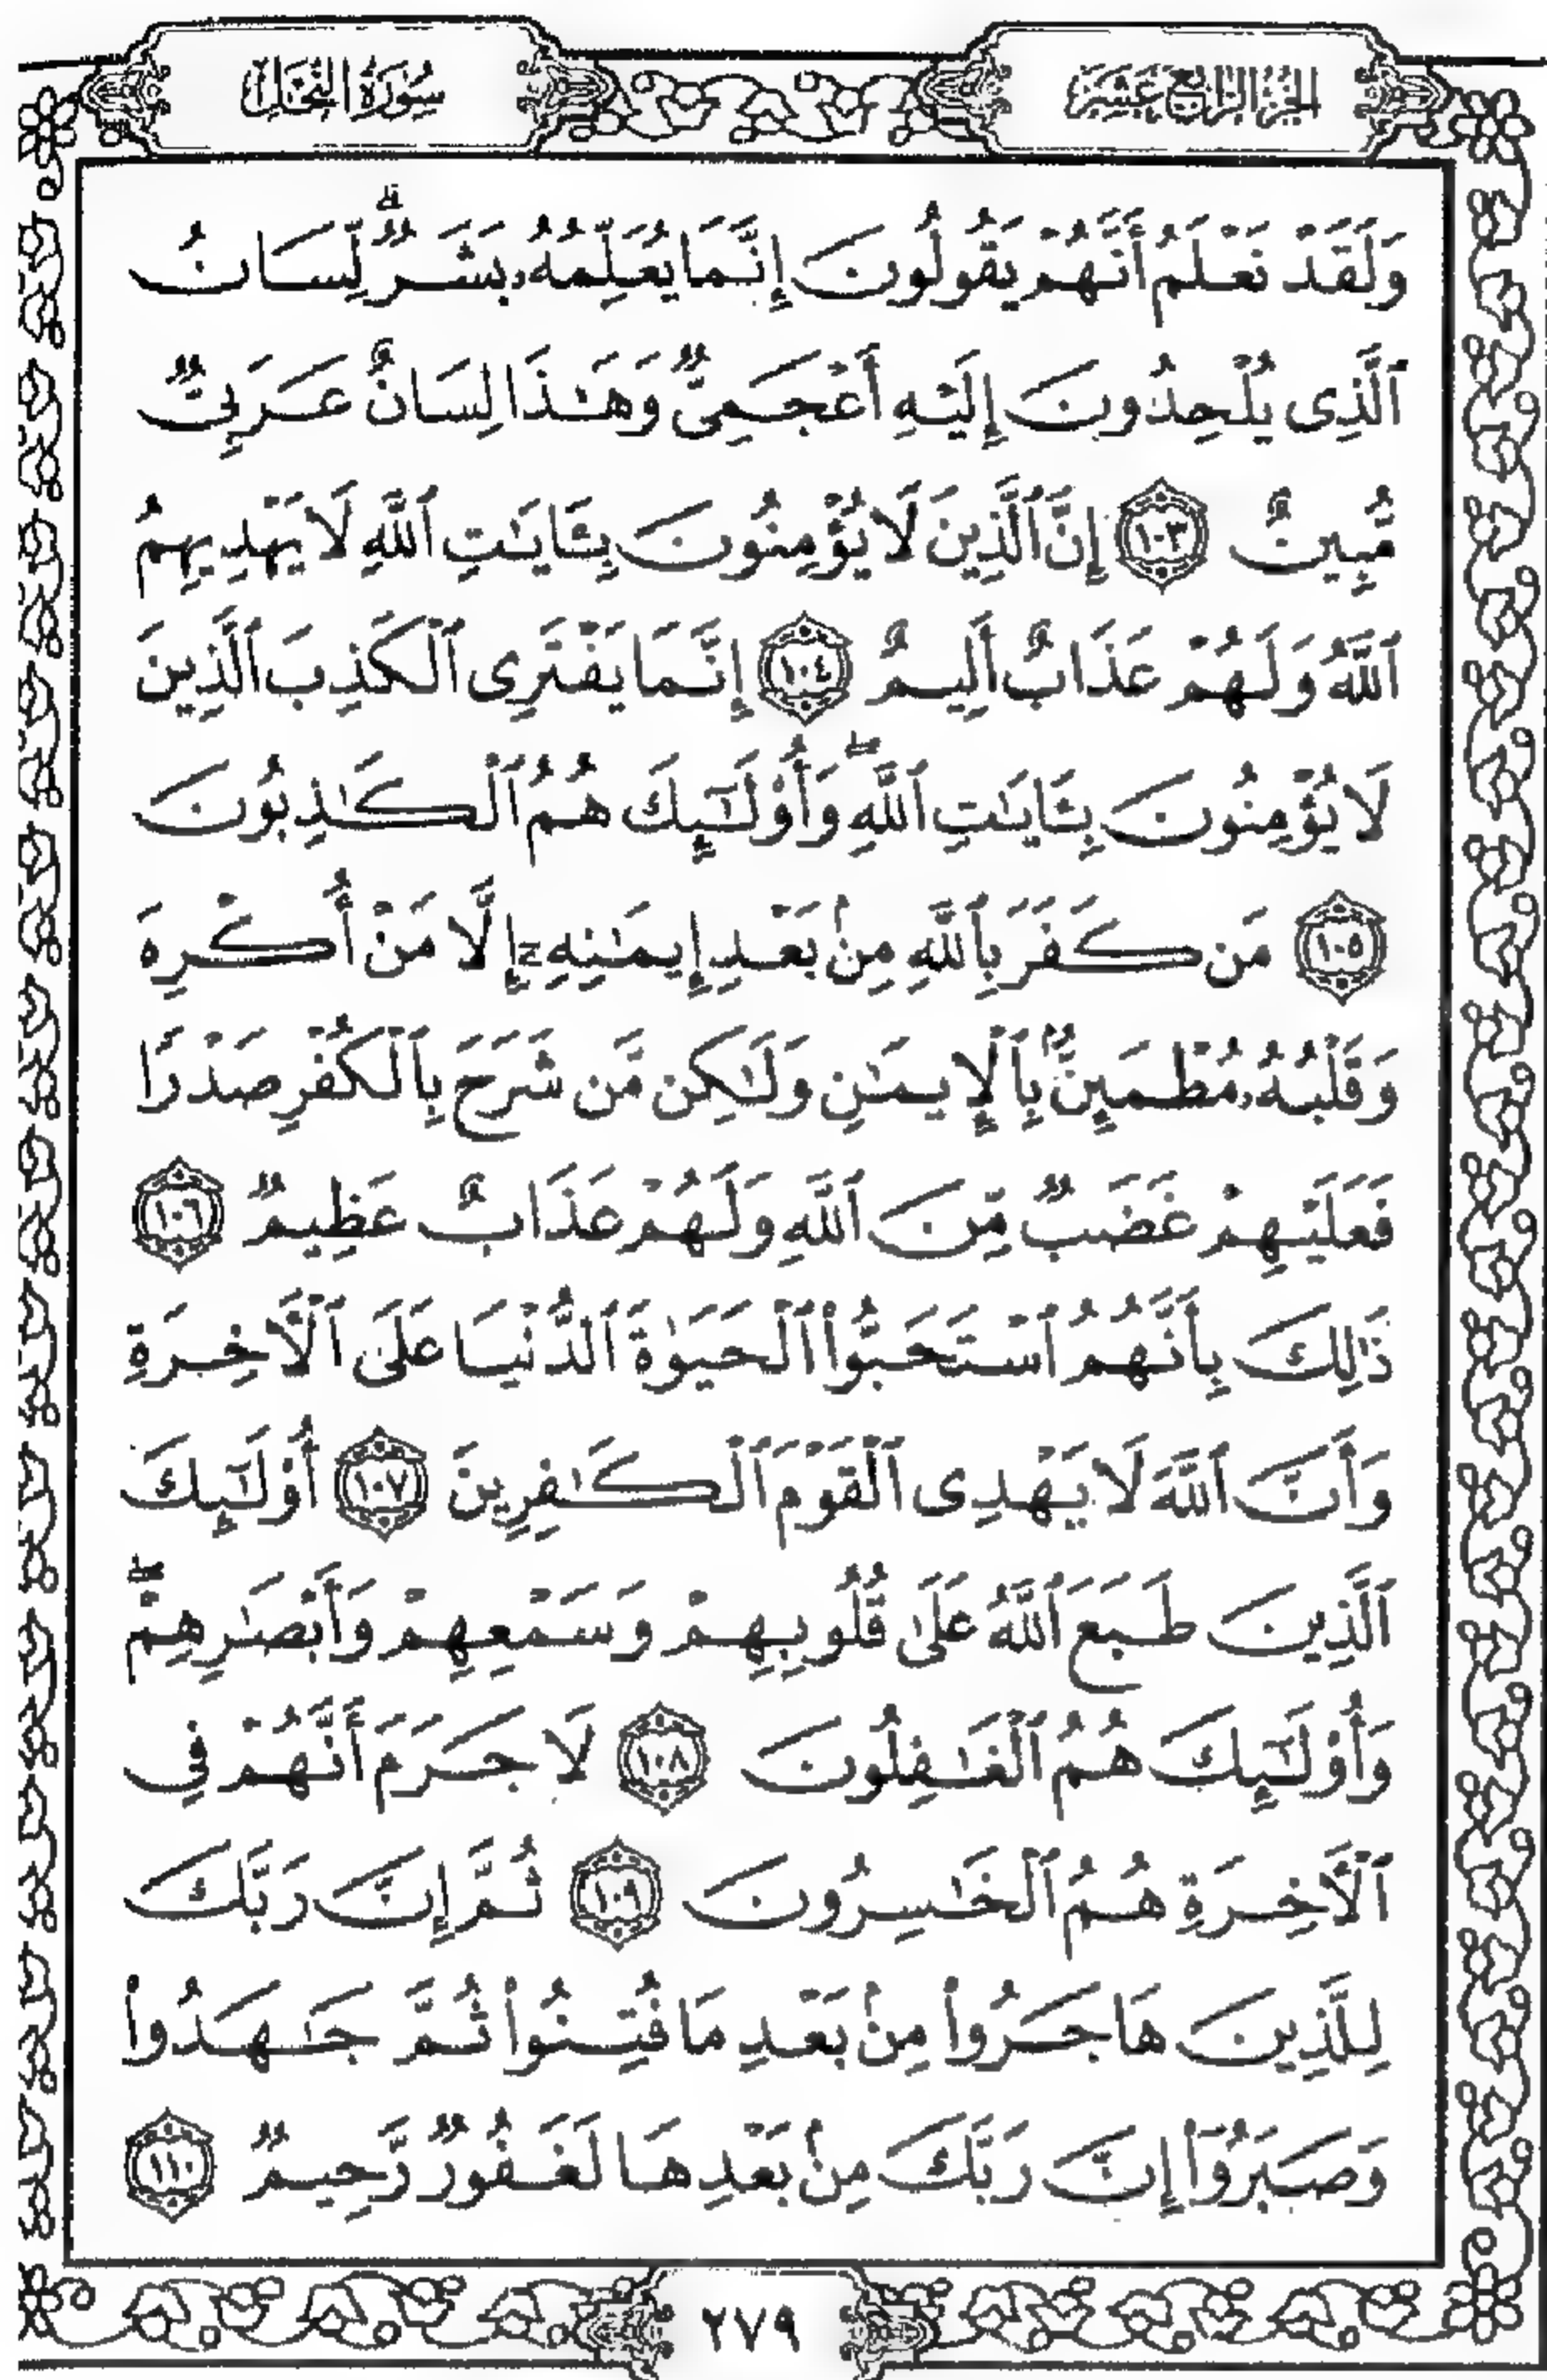 الجزء الرابع عشر
سورة النحل
وَلَقَدْ نَعْلَمُ أَنَّهُمْ يَقُولُونَ إِنَّمَا يُعَلِّمُهُۥ بَشَرٌۗ لِّسَانُ
ٱلَّذِى يُلْحِدُونَ إِلَيْهِ أَعْجَمِىٌّ وَهَـٰذَا لِسَانٌ عَرَبِىٌّ
مُّبِينٌ ١٠٣ إِنَّ ٱلَّذِينَ لَا يُؤْمِنُونَ بِـَٔايَـٰتِ ٱللَّهِ لَا يَهْدِيهِمُ
ٱللَّهُ وَلَهُمْ عَذَابٌ أَلِيمٌ ١٠٤ إِنَّمَا يَفْتَرِى ٱلْكَذِبَ ٱلَّذِينَ
لَا يُؤْمِنُونَ بِـَٔايَـٰتِ ٱللَّهِۖ وَأُو۟لَـٰٓئِكَ هُمُ ٱلْكَـٰذِبُونَ
١٠٥ مَن كَفَرَ بِٱللَّهِ مِنۢ بَعْدِ إِيمَـٰنِهِۦٓ إِلَّا مَنْ أُكْرِهَ
وَقَلْبُهُۥ مُطْمَئِنٌّۢ بِٱلْإِيمَـٰنِ وَلَـٰكِن مَّن شَرَحَ بِٱلْكُفْرِ صَدْرًا
فَعَلَيْهِمْ غَضَبٌ مِّنَ ٱللَّهِ وَلَهُمْ عَذَابٌ عَظِيمٌ ١٠٦
ذَٰلِكَ بِأَنَّهُمُ ٱسْتَحَبُّوا۟ ٱلْحَيَوٰةَ ٱلدُّنْيَا عَلَى ٱلْـَٔاخِرَةِ
وَأَنَّ ٱللَّهَ لَا يَهْدِى ٱلْقَوْمَ ٱلْكَـٰفِرِينَ ١٠٧ أُو۟لَـٰٓئِكَ
ٱلَّذِينَ طَبَعَ ٱللَّهُ عَلَىٰ قُلُوبِهِمْ وَسَمْعِهِمْ وَأَبْصَـٰرِهِمْۖ
وَأُو۟لَـٰٓئِكَ هُمُ ٱلْغَـٰفِلُونَ ١٠٨ لَا جَرَمَ أَنَّهُمْ فِى
ٱلْـَٔاخِرَةِ هُمُ ٱلْخَـٰسِرُونَ ١٠٩ ثُمَّ إِنَّ رَبَّكَ
لِلَّذِينَ هَاجَرُوا۟ مِنۢ بَعْدِ مَا فُتِنُوا۟ ثُمَّ جَـٰهَدُوا۟
وَصَبَرُوٓا۟ إِنَّ رَبَّكَ مِنۢ بَعْدِهَا لَغَفُورٌ رَّحِيمٌ ١١٠
٢٧٩